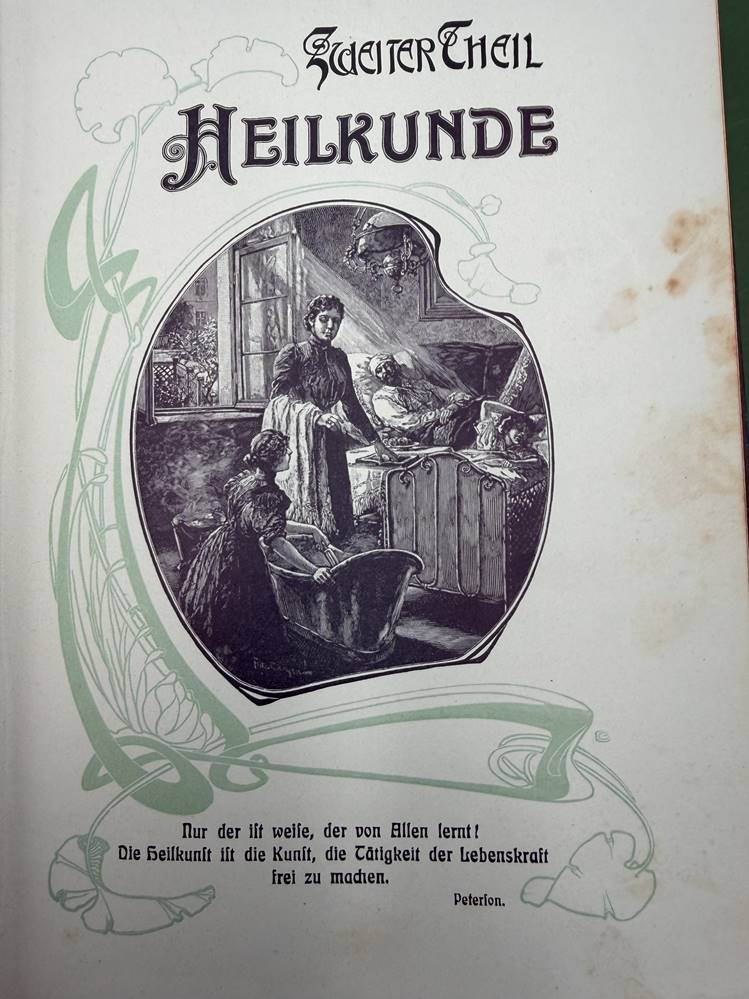 Zweiter Theil
HEILKUNDE
Nur der iſt weiſe, der von Allen lernt!
Die Heilkunſt iſt die Kunſt, die Tätigkeit der Lebenskraft
frei zu machen.
Peterſon.